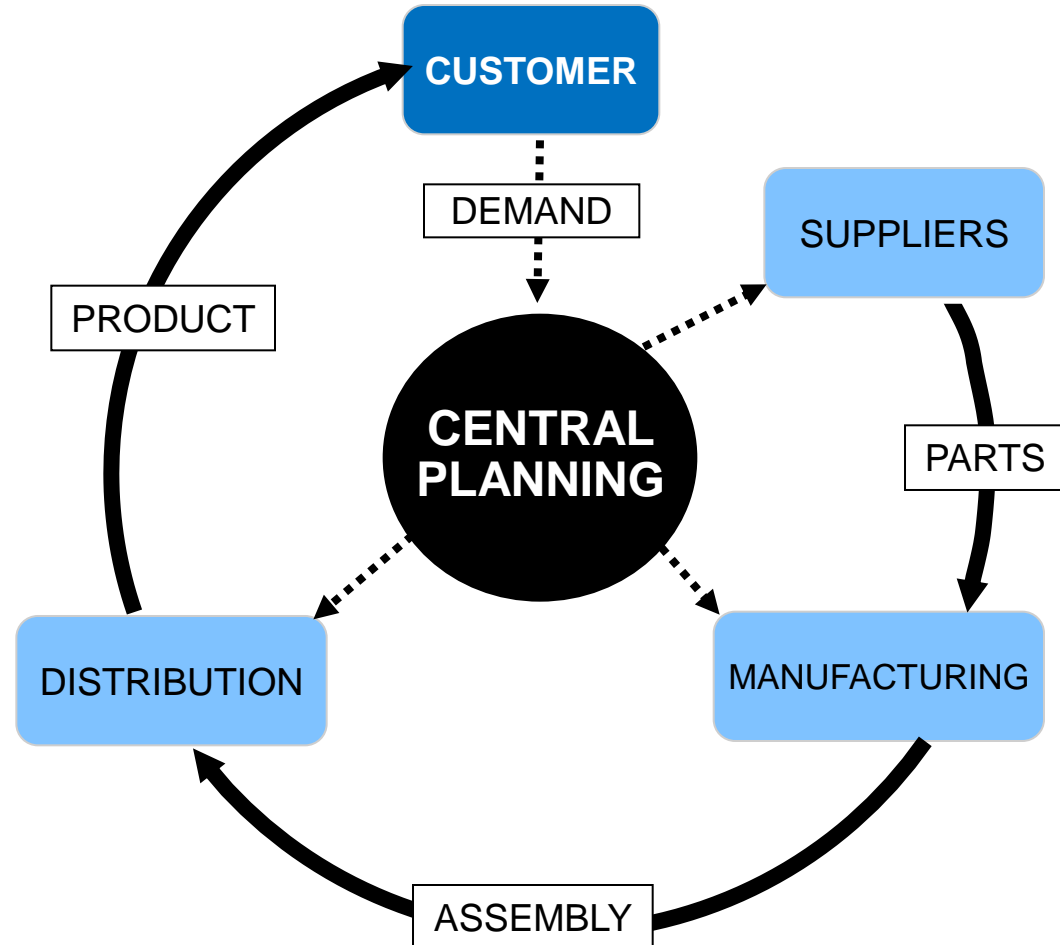 CUSTOMER
DEMAND
SUPPLIERS
PRODUCT
CENTRAL
PLANNING
PARTS
DISTRIBUTION
MANUFACTURING
ASSEMBLY